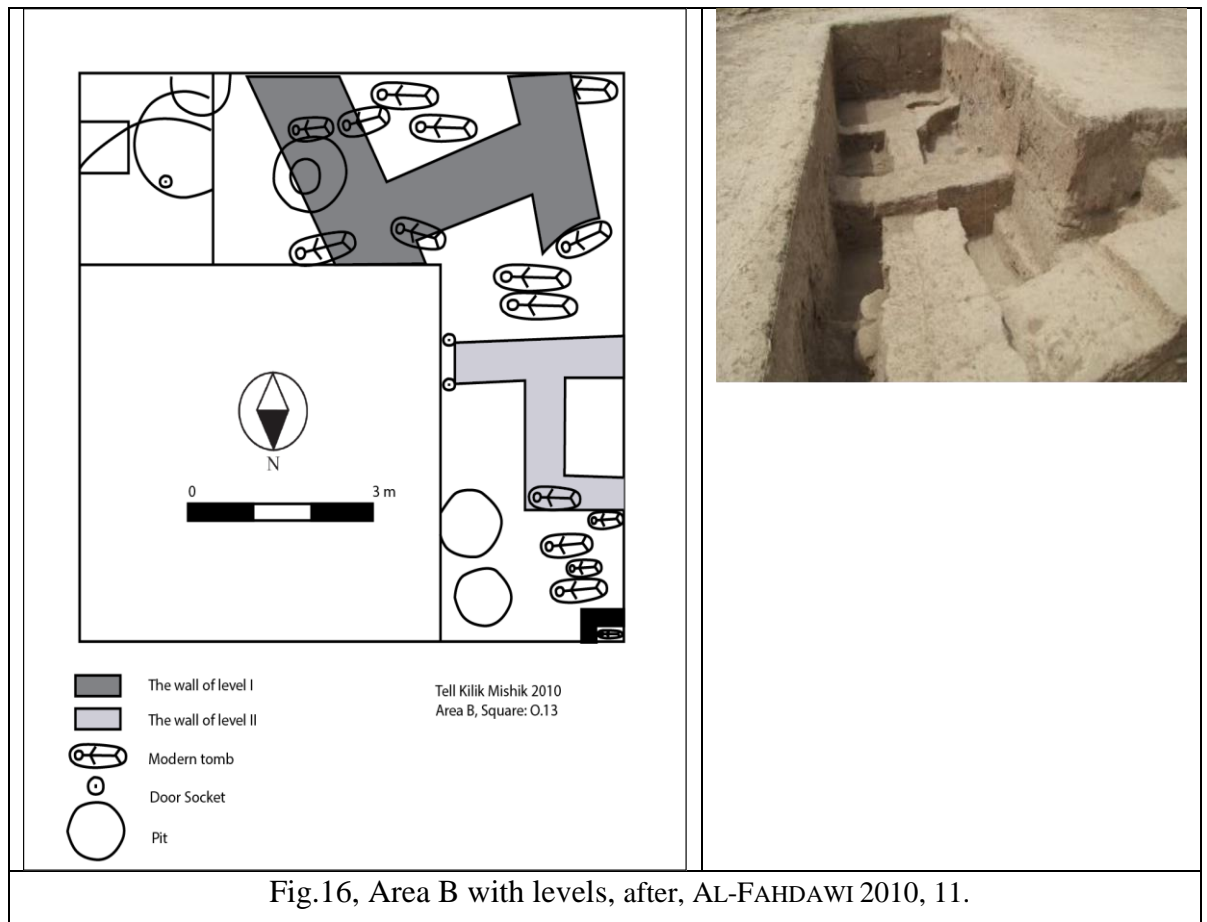 N
0 3 m
The wall of level I
The wall of level II
Modern tomb
Door Socket
Pit
Tell Kilik Mishik 2010
Area B, Square: O.13
Fig.16, Area B with levels, after, AL-FAHDAWI 2010, 11.